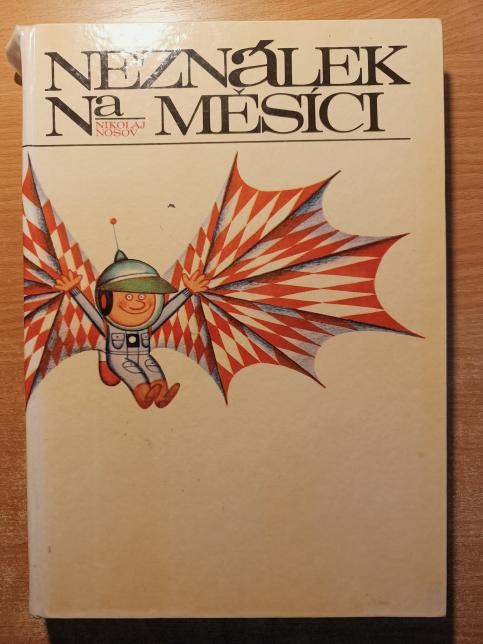 NEZNÁLEK
NA MĚSÍCI
NIKOLAJ
NOSOV